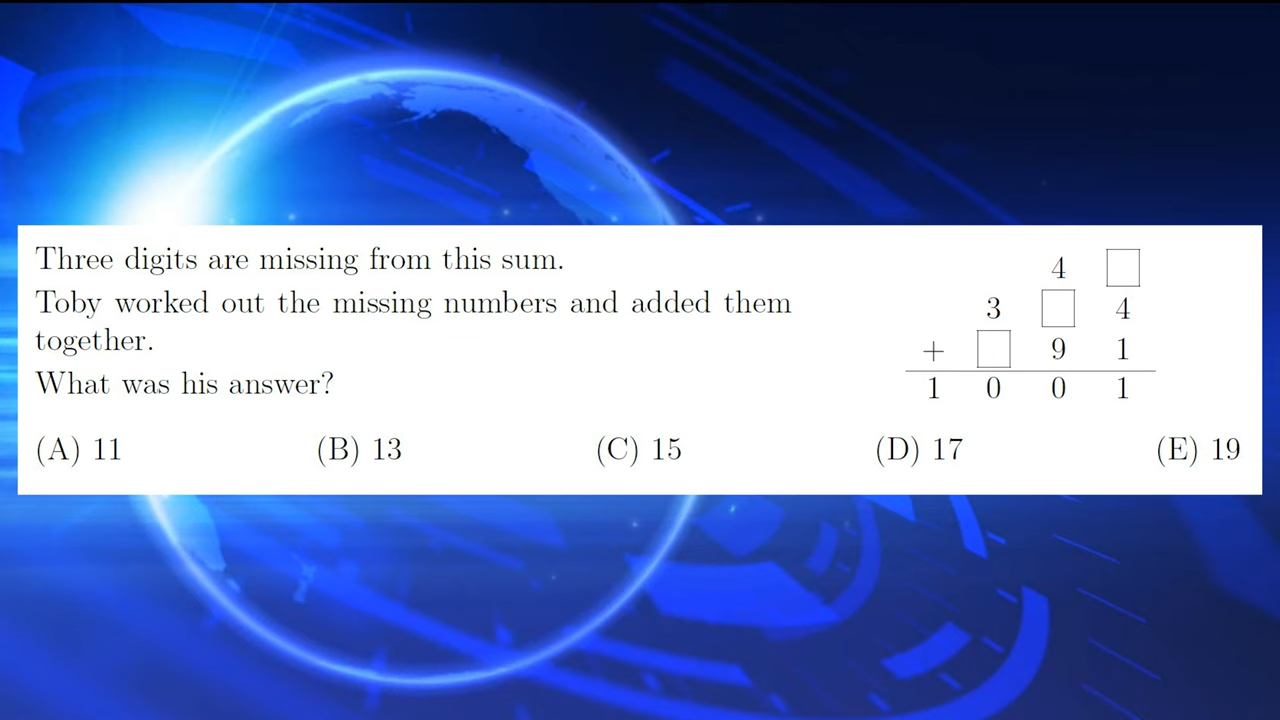 Three digits are missing from this sum.
Toby worked out the missing numbers and added them
together.
What was his answer?
4 □
3 □ 4
+ □ 9 1
1 0 0 1
(A) 11 (B) 13 (C) 15 (D) 17 (E) 19